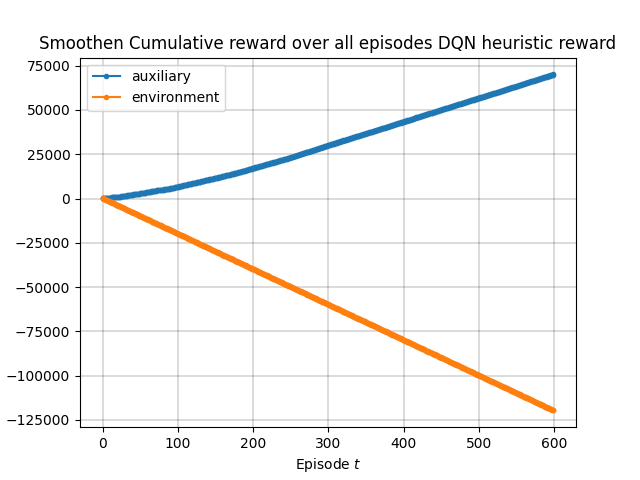 Smoothen Cumulative reward over all episodes DQN heuristic reward
auxiliary
environment
75000
50000
25000
0
−25000
−50000
−75000
−100000
−125000
0 100 200 300 400 500 600
Episode t